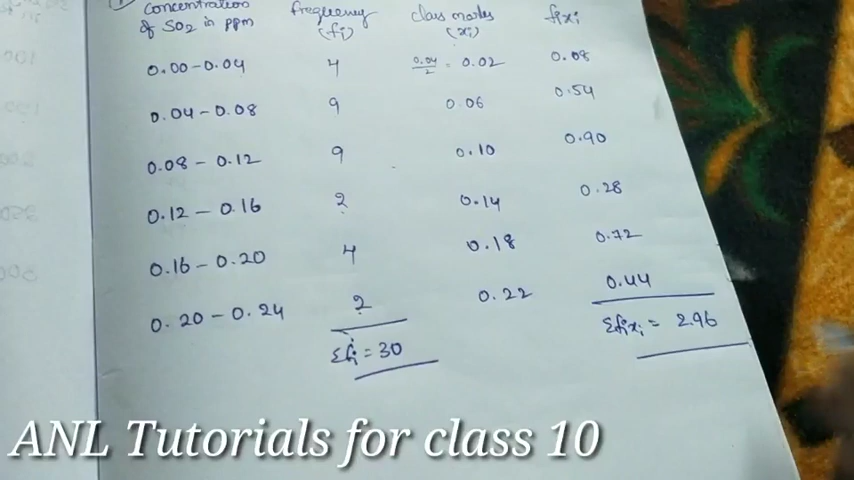 Concentration frequency class marks fixi
of SO2 in ppm (fi) (xi)
0.00-0.04 4 0.04/2 = 0.02 0.08
0.04-0.08 9 0.06 0.54
0.08-0.12 9 0.10 0.90
0.12-0.16 2 0.14 0.28
0.16-0.20 4 0.18 0.72
0.20-0.24 2 0.22 0.44
Σfi = 30 Σfixi = 2.96
ANL Tutorials for class 10